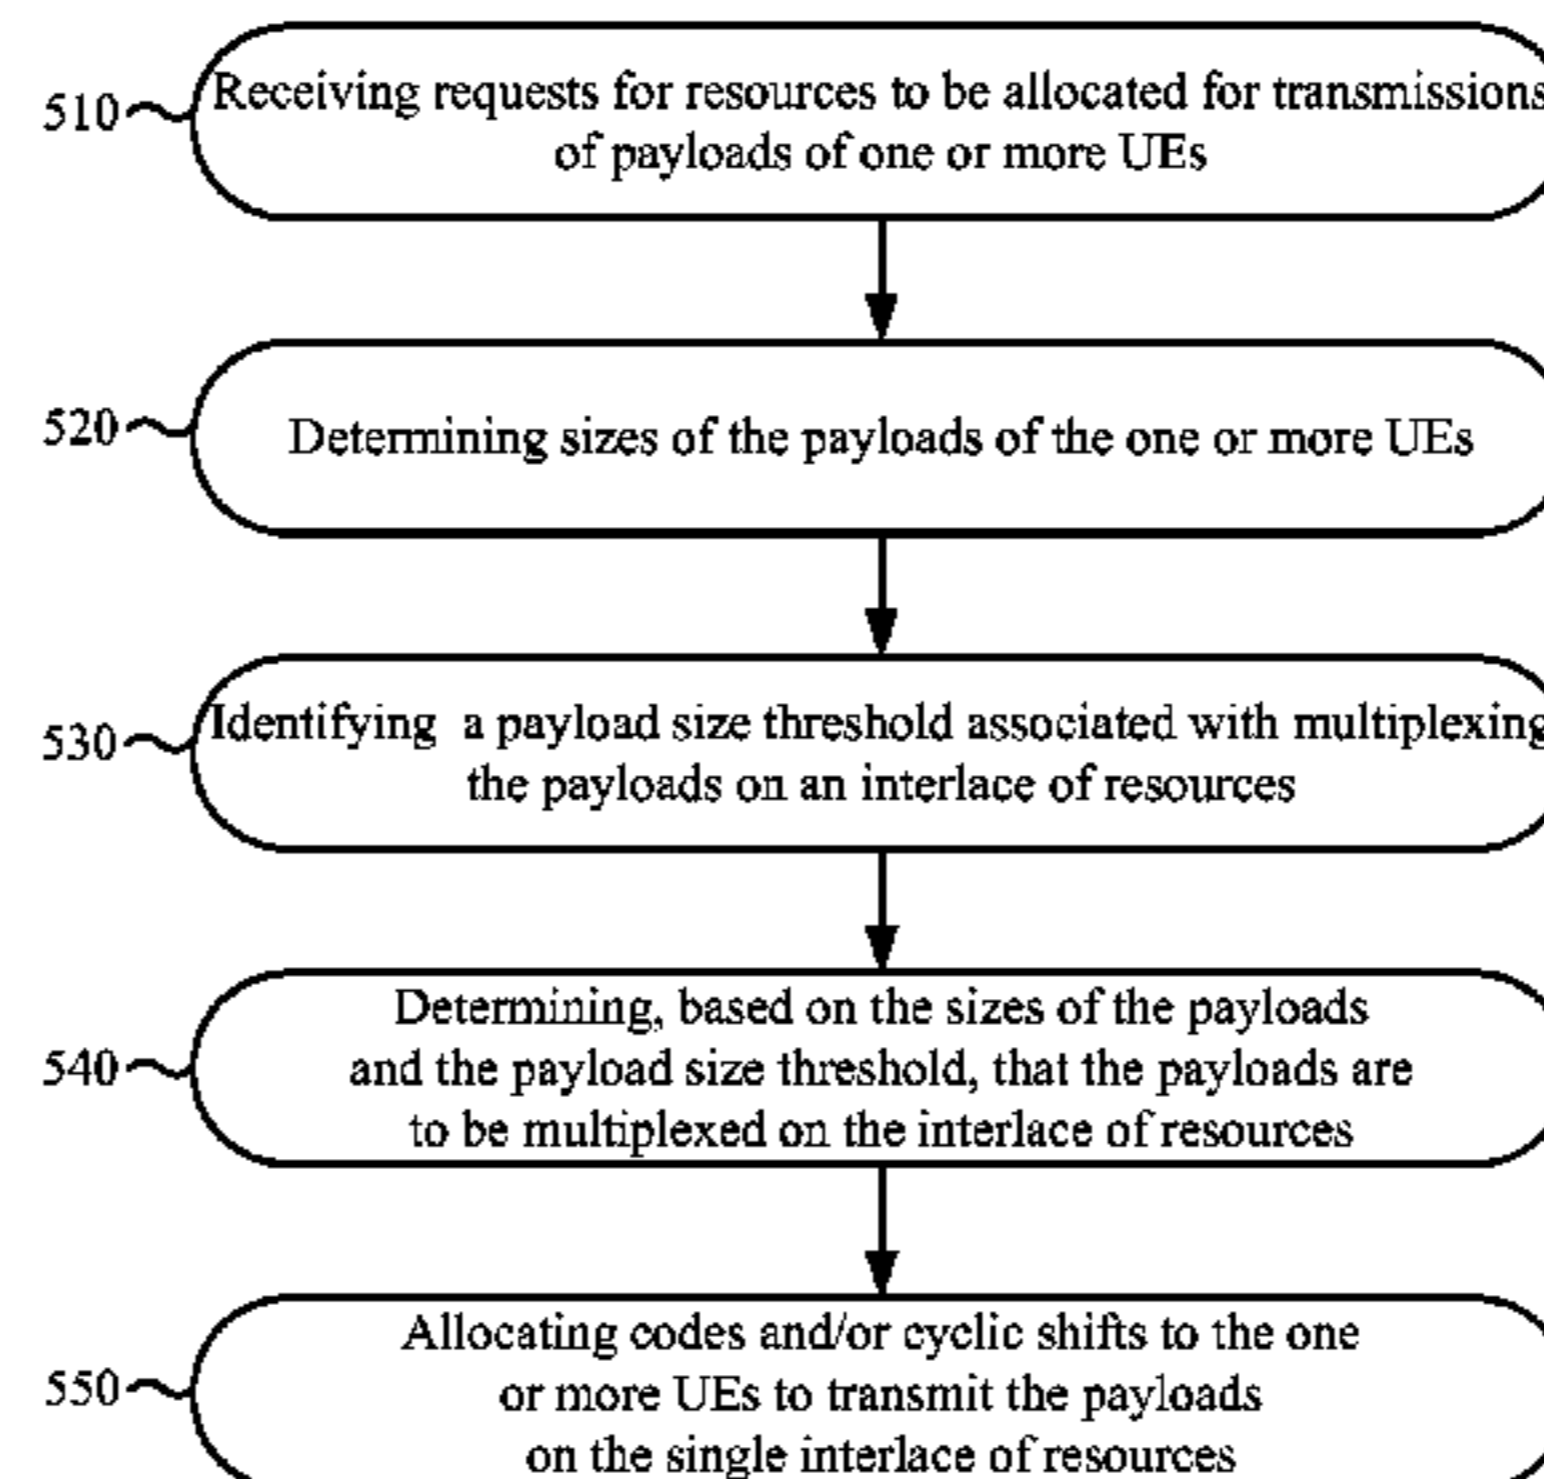 510
Receiving requests for resources to be allocated for transmissions
of payloads of one or more UEs
520
Determining sizes of the payloads of the one or more UEs
530
Identifying a payload size threshold associated with multiplexing
the payloads on an interlace of resources
540
Determining, based on the sizes of the payloads
and the payload size threshold, that the payloads are
to be multiplexed on the interlace of resources
550
Allocating codes and/or cyclic shifts to the one
or more UEs to transmit the payloads
on the single interlace of resources